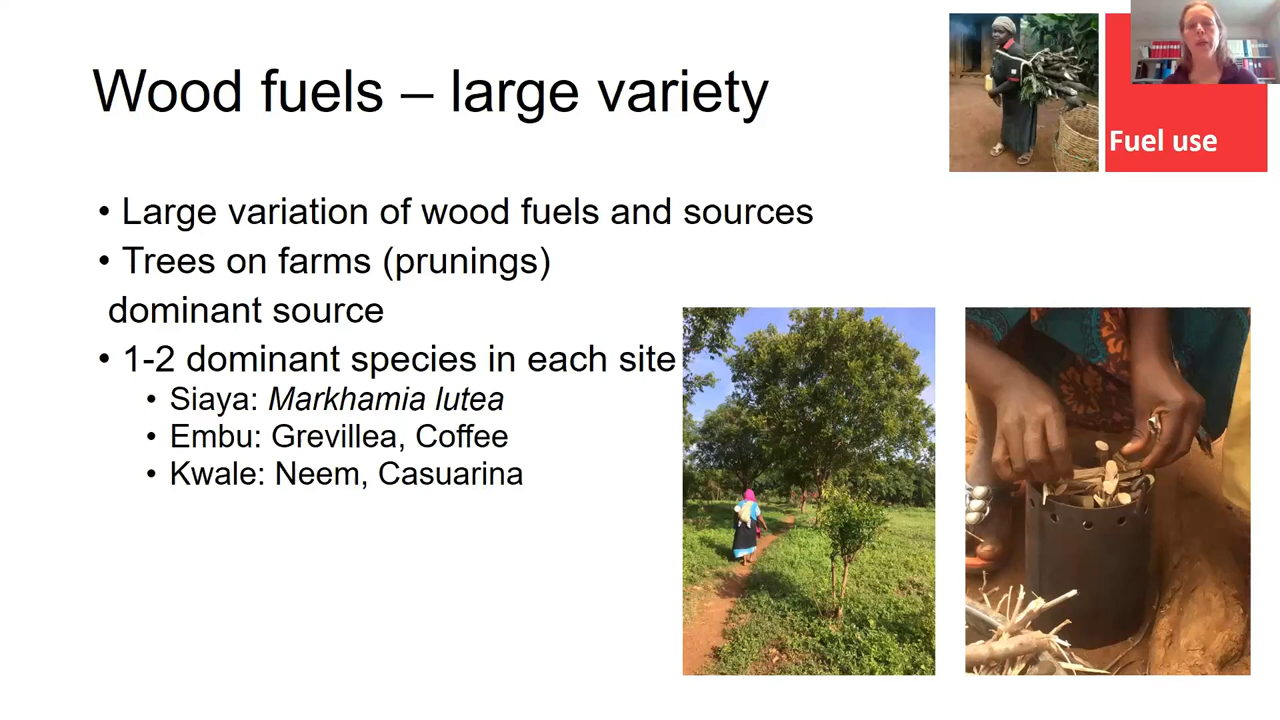 Wood fuels – large variety
Fuel use
• Large variation of wood fuels and sources
• Trees on farms (prunings)
dominant source
• 1-2 dominant species in each site
• Siaya: Markhamia lutea
• Embu: Grevillea, Coffee
• Kwale: Neem, Casuarina